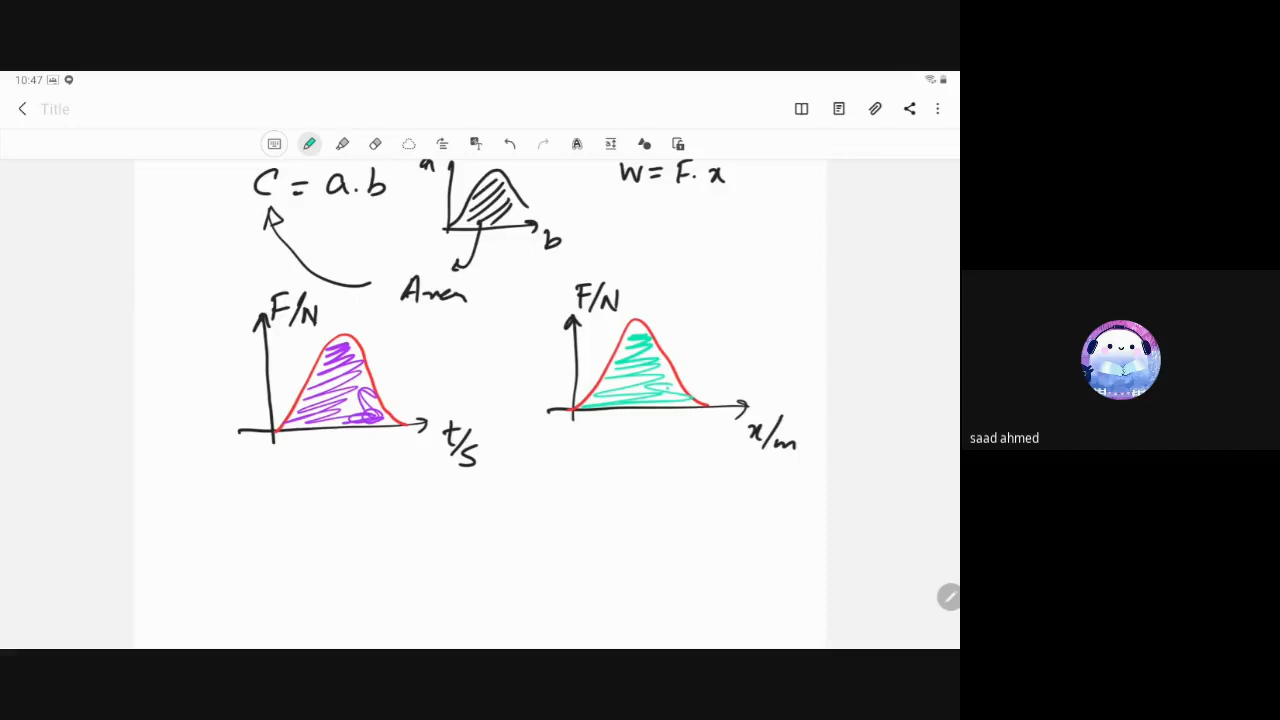 10:47
Title
C = a.b
a
W = F. x
b
Area
F/N
F/N
t/s
x/m
saad ahmed